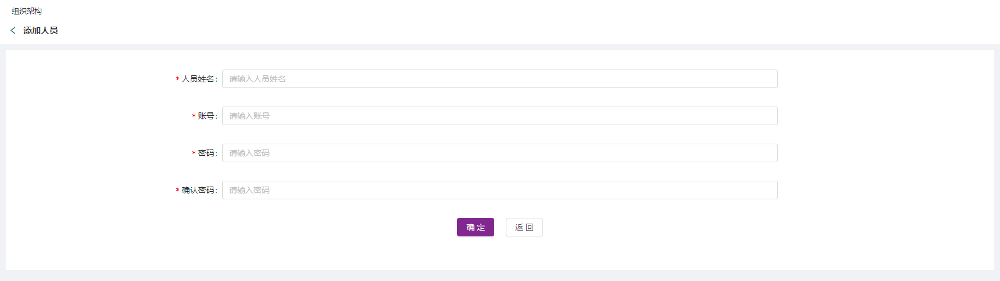 组织架构
添加人员
* 人员姓名: 请输入人员姓名
* 账号: 请输入账号
* 密码: 请输入密码
* 确认密码: 请输入密码
确 定 返 回